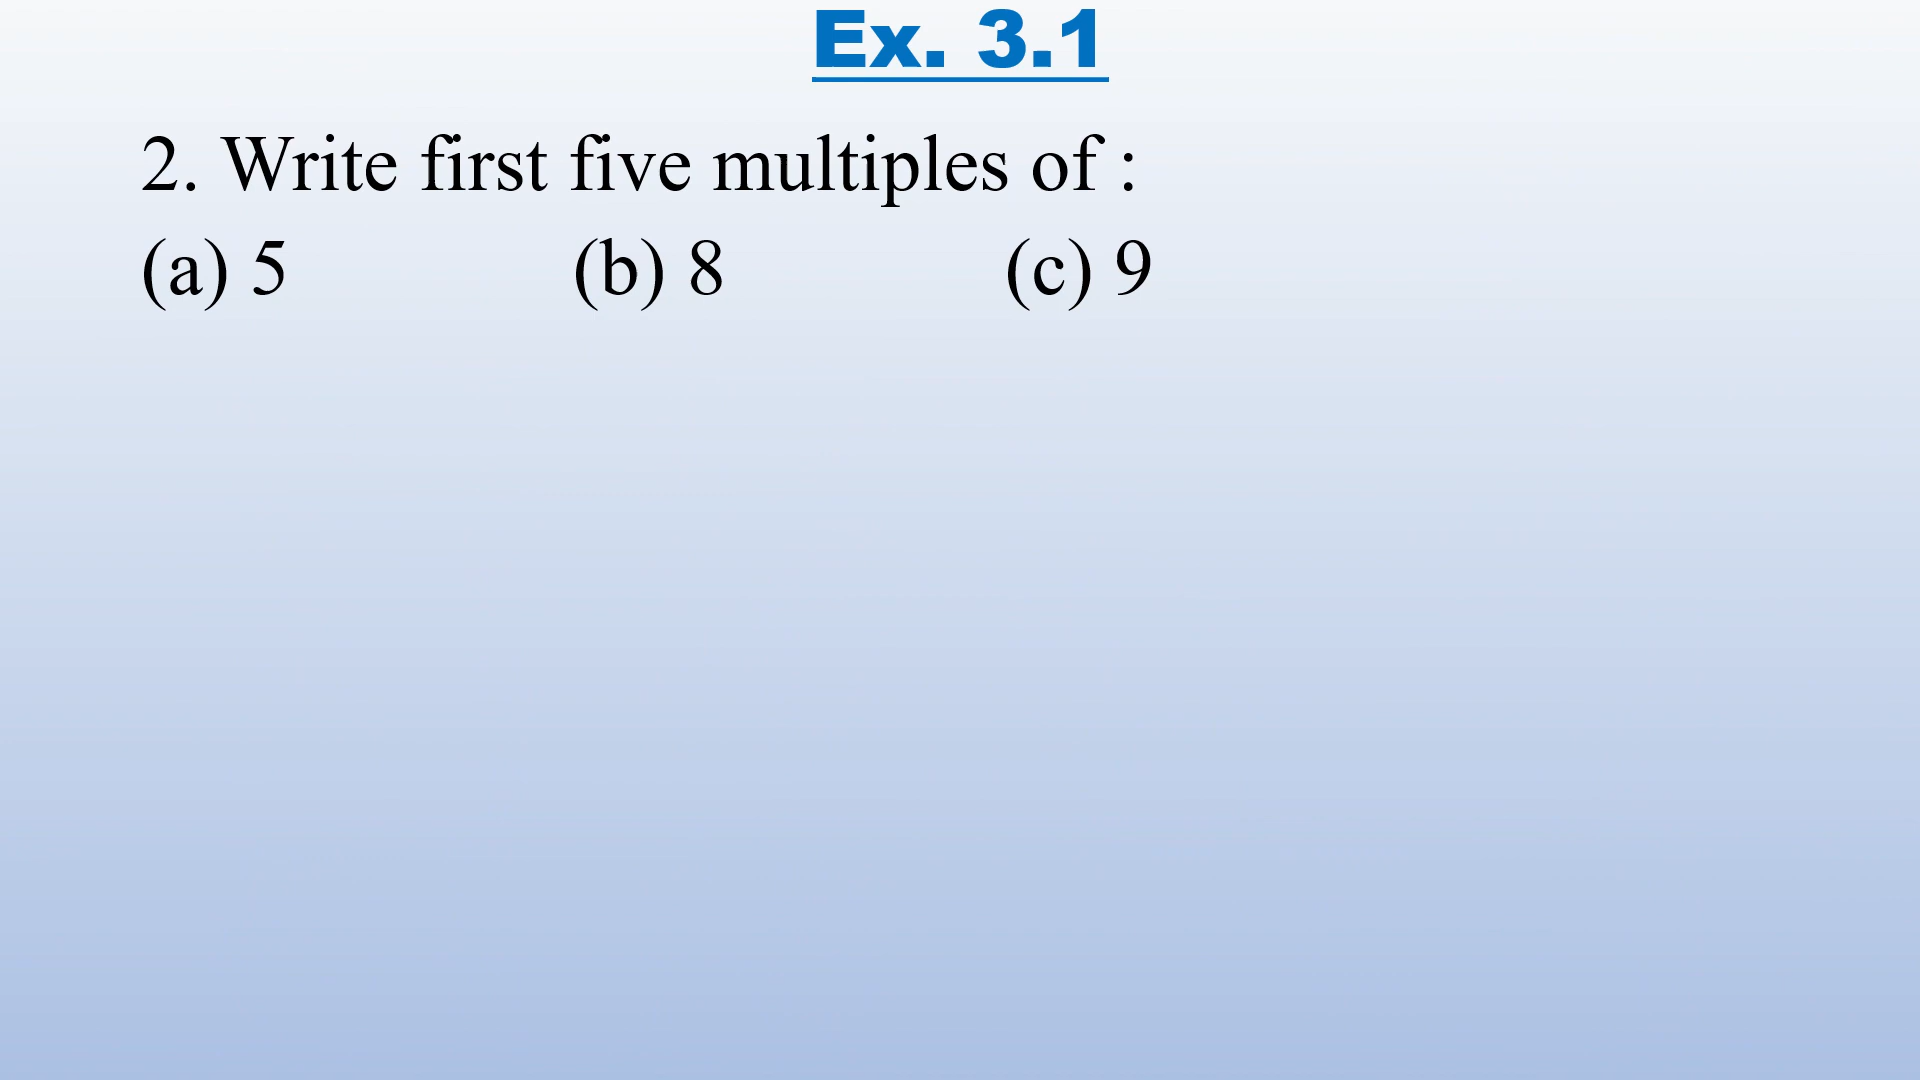 Ex. 3.1
2. Write first five multiples of :
(a) 5 (b) 8 (c) 9